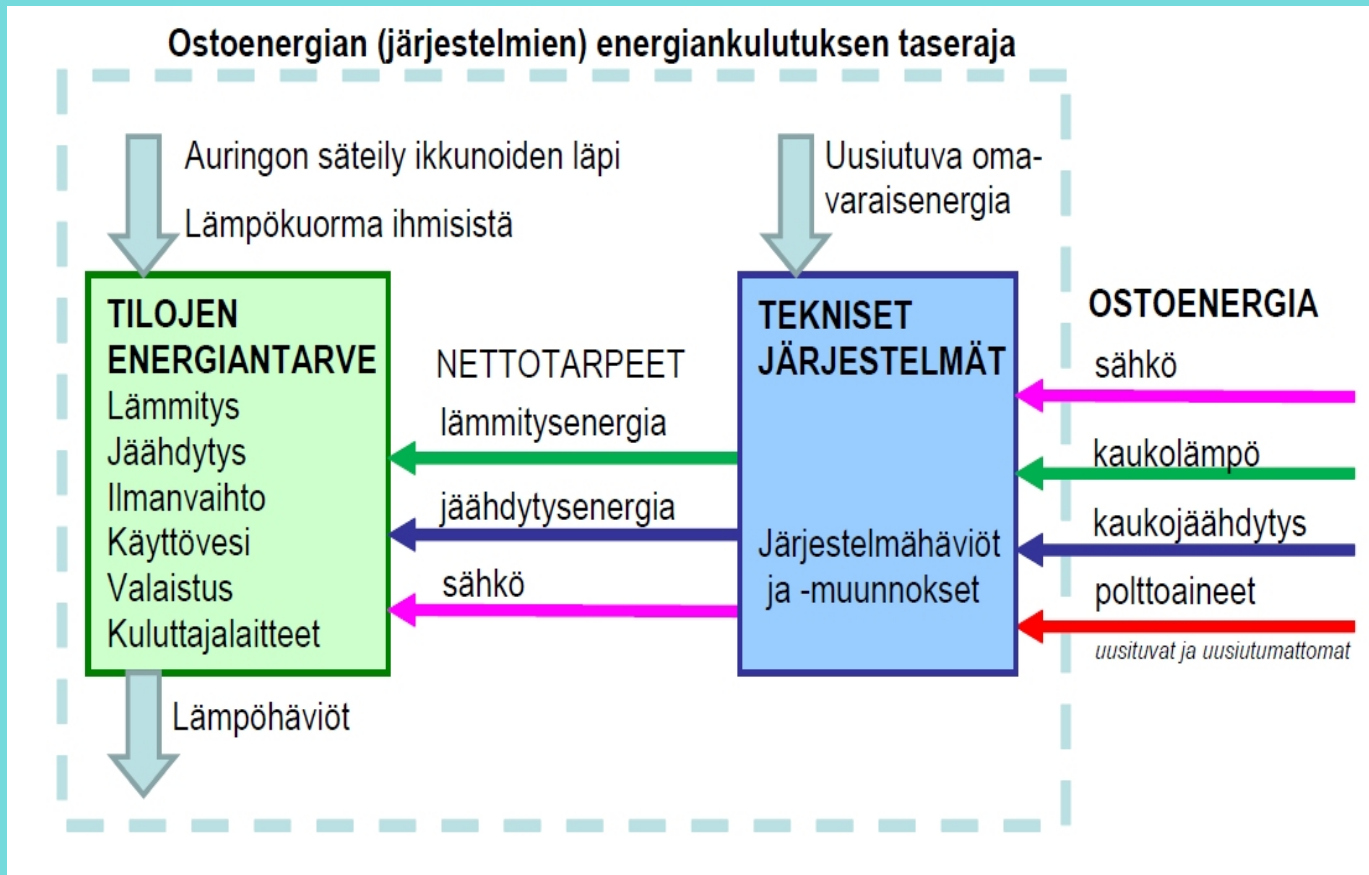 Ostoenergian (järjestelmien) energiankulutuksen taseraja
Auringon säteily ikkunoiden läpi
Lämpökuorma ihmisistä
Uusiutuva oma-
varaisenergia
TILOJEN
ENERGIANTARVE
Lämmitys
Jäähdytys
Ilmanvaihto
Käyttövesi
Valaistus
Kuluttajalaitteet
NETTOTARPEET
lämmitysenergia
jäähdytysenergia
sähkö
TEKNISET
JÄRJESTELMÄT
Järjestelmähäviöt
ja -muunnokset
OSTOENERGIA
sähkö
kaukolämpö
kaukojäähdytys
polttoaineet
uusituvat ja uusiutumattomat
Lämpöhäviöt